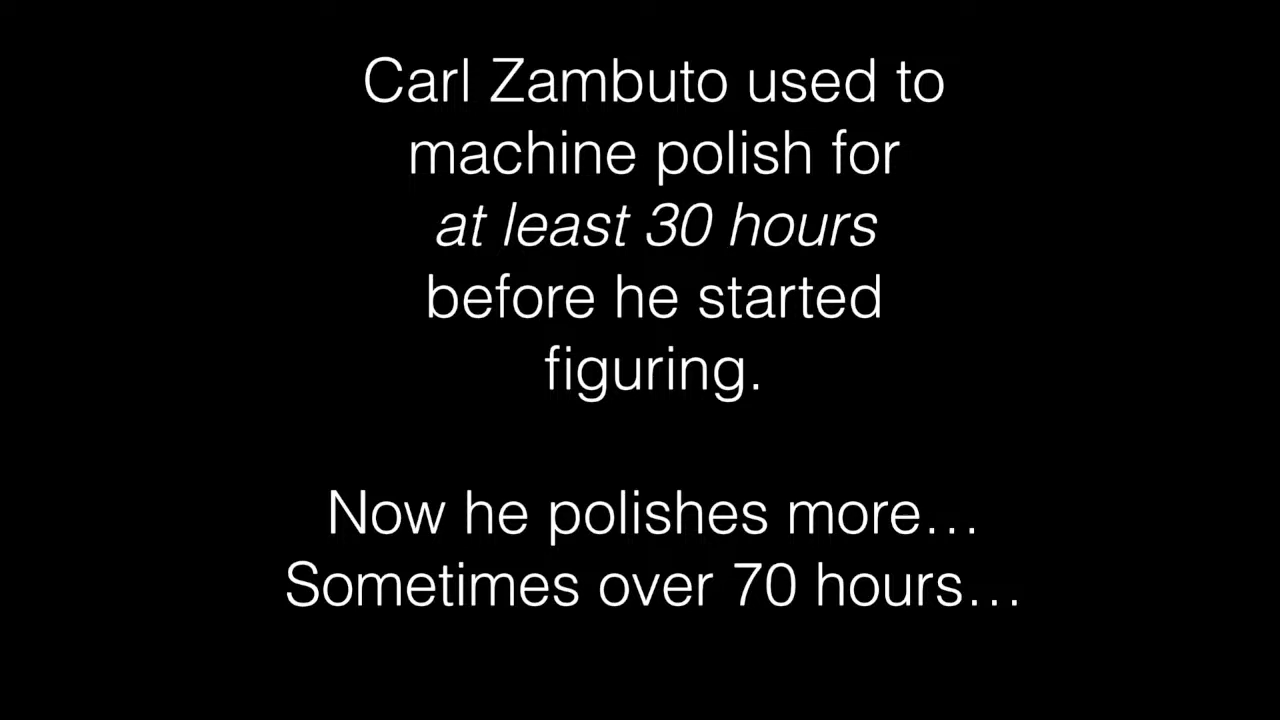 Carl Zambuto used to
machine polish for
at least 30 hours
before he started
figuring.
Now he polishes more…
Sometimes over 70 hours…